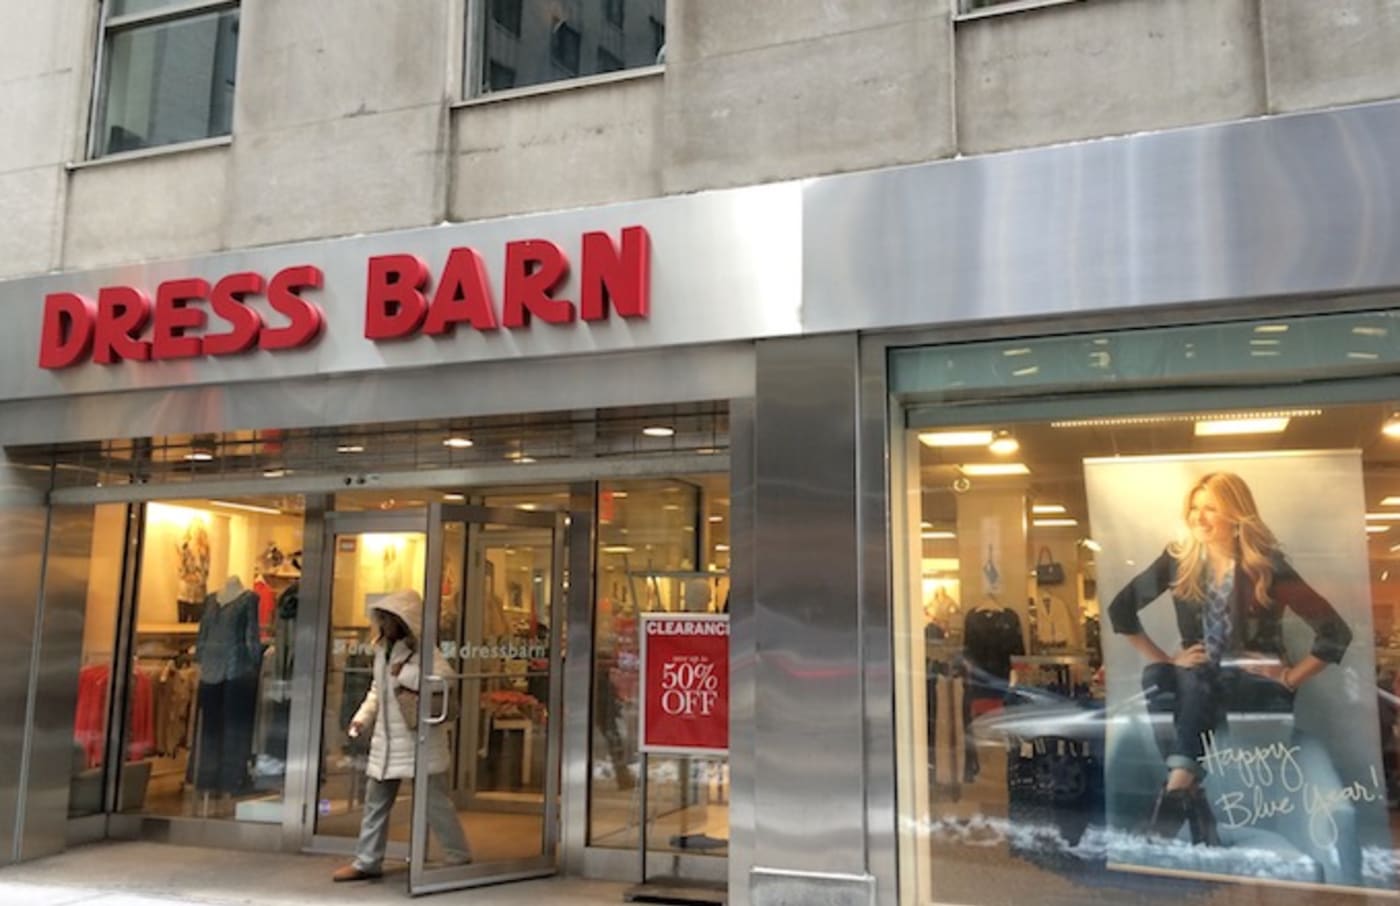 DRESS BARN
dressbarn
CLEARANCE
50%
OFF
Happy
Blue Year!